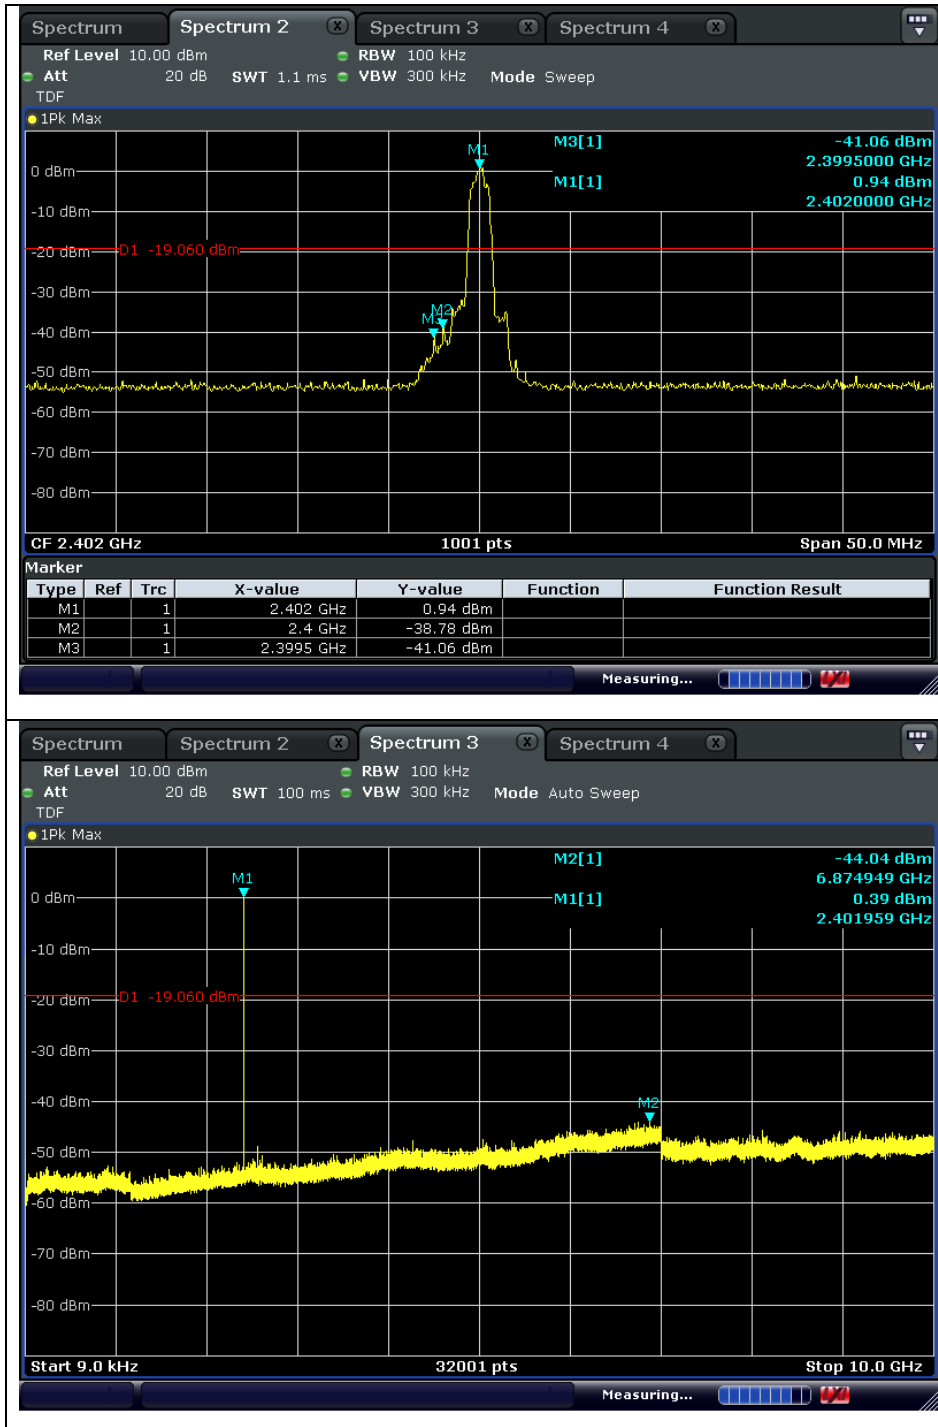 Spectrum Spectrum 2 X Spectrum 3 X Spectrum 4 X
Ref Level 10.00 dBm RBW 100 kHz
Att 20 dB SWT 1.1 ms VBW 300 kHz Mode Sweep
TDF
1Pk Max
M3[1] -41.06 dBm
2.3995000 GHz
M1[1] 0.94 dBm
2.4020000 GHz
M1
0 dBm
-10 dBm
-20 dBm D1 -19.060 dBm
-30 dBm
M3 M2
-40 dBm
-50 dBm
-60 dBm
-70 dBm
-80 dBm
CF 2.402 GHz 1001 pts Span 50.0 MHz
Marker
Type Ref Trc X-value Y-value Function Function Result
M1 1 2.402 GHz 0.94 dBm
M2 1 2.4 GHz -38.78 dBm
M3 1 2.3995 GHz -41.06 dBm
Measuring...
Spectrum Spectrum 2 X Spectrum 3 X Spectrum 4 X
Ref Level 10.00 dBm RBW 100 kHz
Att 20 dB SWT 100 ms VBW 300 kHz Mode Auto Sweep
TDF
1Pk Max
M2[1] -44.04 dBm
6.874949 GHz
M1[1] 0.39 dBm
2.401959 GHz
M1
0 dBm
-10 dBm
-20 dBm D1 -19.060 dBm
-30 dBm
-40 dBm
M2
-50 dBm
-60 dBm
-70 dBm
-80 dBm
Start 9.0 kHz 32001 pts Stop 10.0 GHz
Measuring...